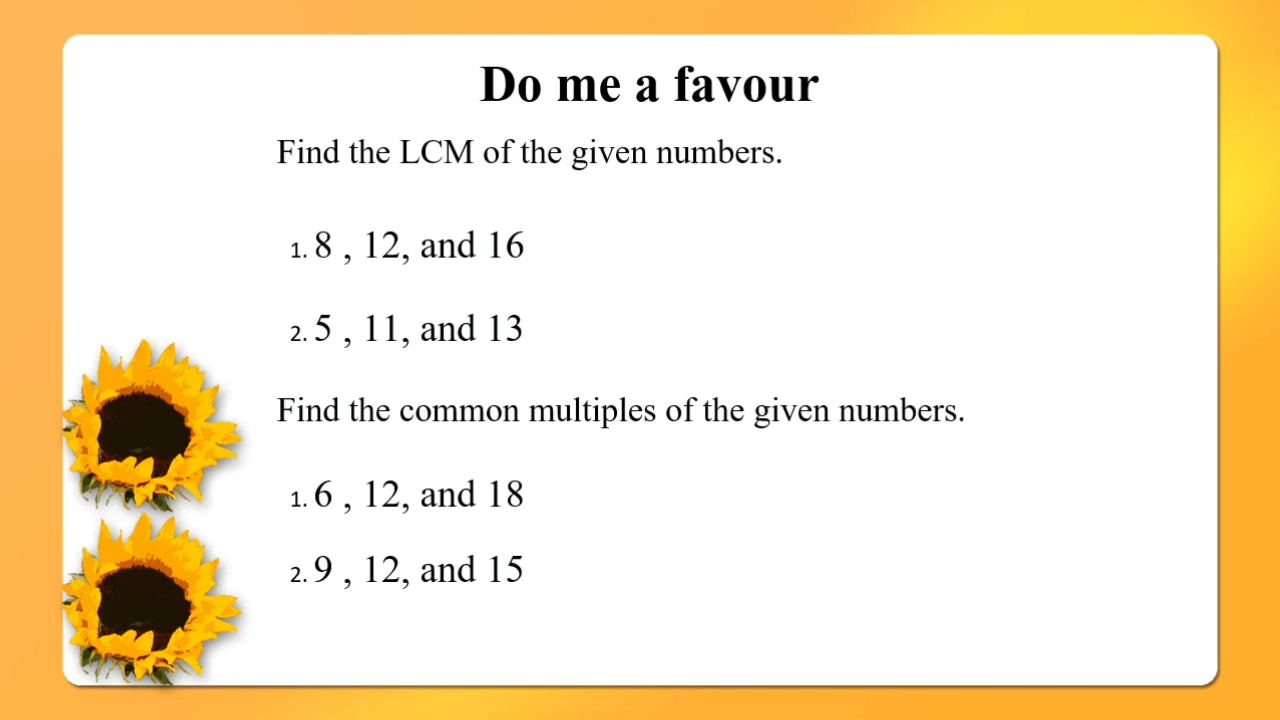 Do me a favour
Find the LCM of the given numbers.
1. 8 , 12, and 16
2. 5 , 11, and 13
Find the common multiples of the given numbers.
1. 6 , 12, and 18
2. 9 , 12, and 15